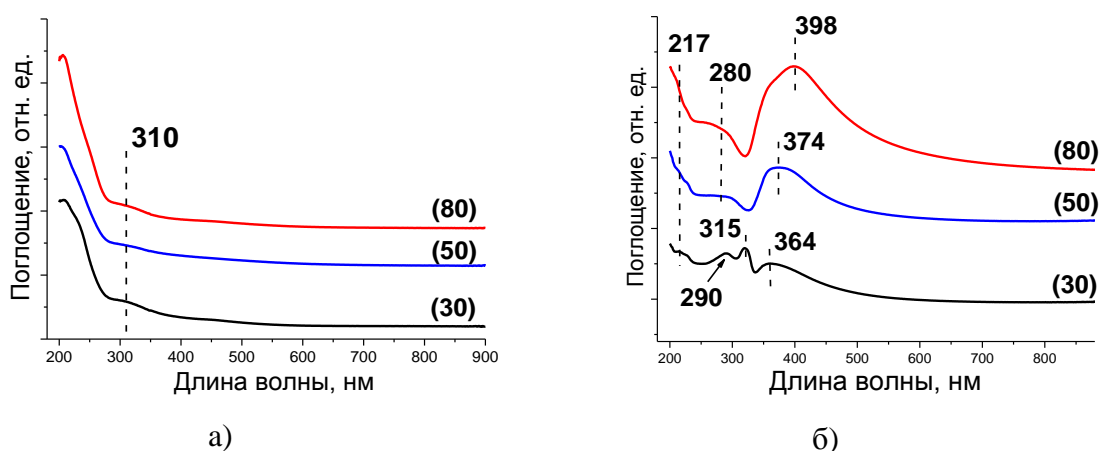 Поглощение, отн. ед.
310
(80)
(50)
(30)
200 300 400 500 600 700 800 900
Длина волны, нм
а)
Поглощение, отн. ед.
398
217
280
(80)
374
(50)
315
364
290
(30)
200 300 400 500 600 700 800
Длина волны, нм
б)